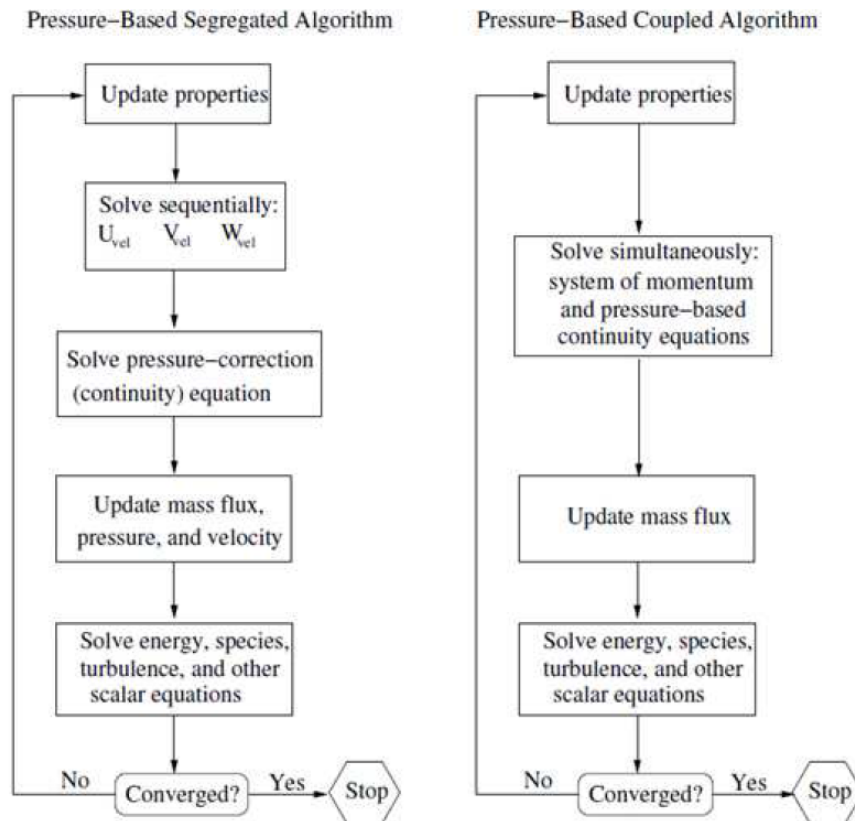 Pressure–Based Segregated Algorithm
Update properties
Solve sequentially:
U_vel V_vel W_vel
Solve pressure–correction
(continuity) equation
Update mass flux,
pressure, and velocity
Solve energy, species,
turbulence, and other
scalar equations
No
Converged?
Yes
Stop
Pressure–Based Coupled Algorithm
Update properties
Solve simultaneously:
system of momentum
and pressure–based
continuity equations
Update mass flux
Solve energy, species,
turbulence, and other
scalar equations
No
Converged?
Yes
Stop